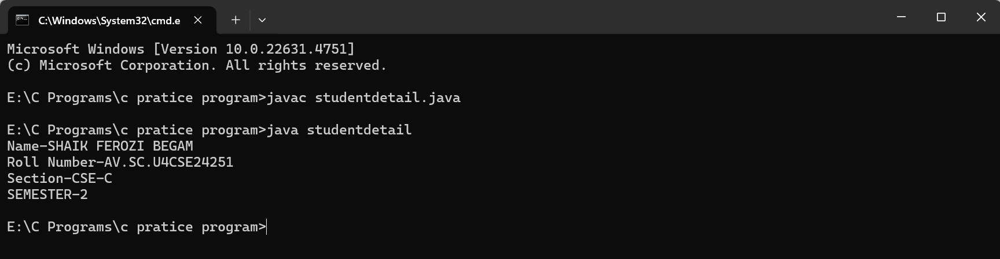 C:\Windows\System32\cmd.e
Microsoft Windows [Version 10.0.22631.4751]
(c) Microsoft Corporation. All rights reserved.
E:\C Programs\c pratice program>javac studentdetail.java
E:\C Programs\c pratice program>java studentdetail
Name-SHAIK FEROZI BEGAM
Roll Number-AV.SC.U4CSE24251
Section-CSE-C
SEMESTER-2
E:\C Programs\c pratice program>